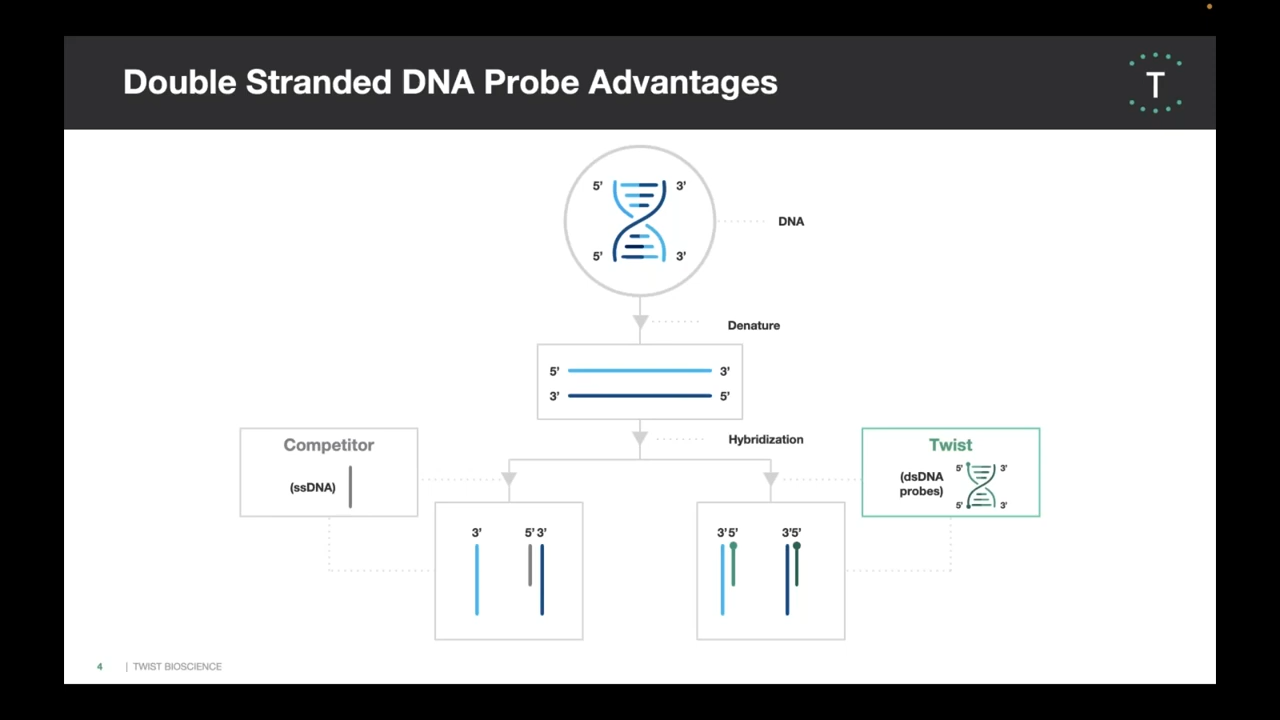 Double Stranded DNA Probe Advantages
T
5’ 3’
DNA
5’ 3’
Denature
5’ 3’
3’ 5’
Hybridization
Competitor
(ssDNA)
Twist
(dsDNA
probes)
5’ 3’
5’ 3’
3’ 5’ 3’
3’ 5’ 3’ 5’
4 | TWIST BIOSCIENCE